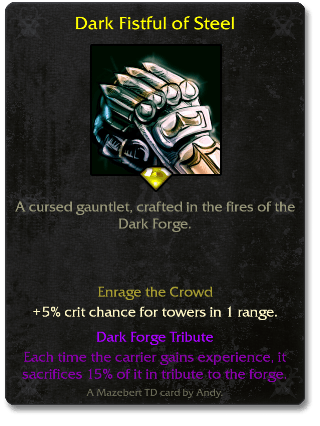 Dark Fistful of Steel
A cursed gauntlet, crafted in the fires of the
Dark Forge.
Enrage the Crowd
+5% crit chance for towers in 1 range.
Dark Forge Tribute
Each time the carrier gains experience, it
sacrifices 15% of it in tribute to the forge.
A Mazebert TD card by Andy.